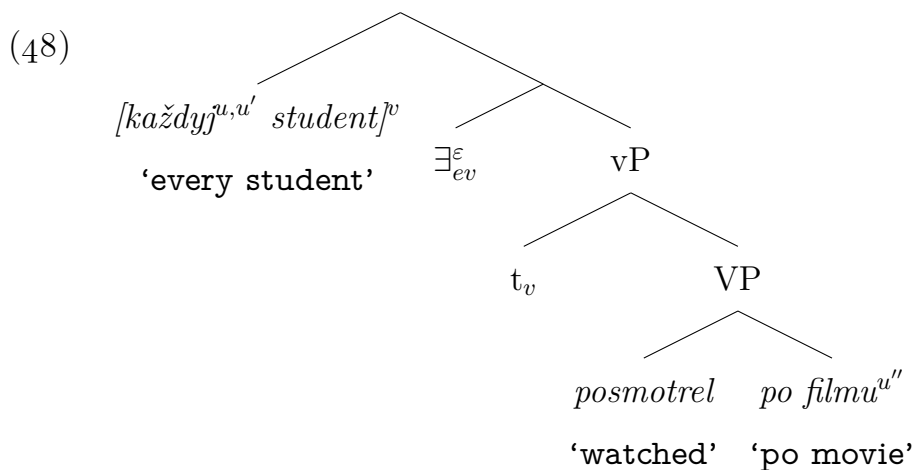 (48)
[každyj^{u,u′} student]^v
‘every student’
∃^ε_{ev}
vP
t_v
VP
posmotrel
po filmu^{u′′}
‘watched’
‘po movie’